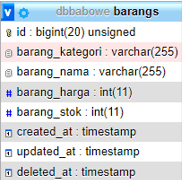 v dbbabowe barangs
id : bigint(20) unsigned
barang_kategori : varchar(255)
barang_nama : varchar(255)
# barang_harga : int(11)
# barang_stok : int(11)
created_at : timestamp
updated_at : timestamp
deleted_at : timestamp